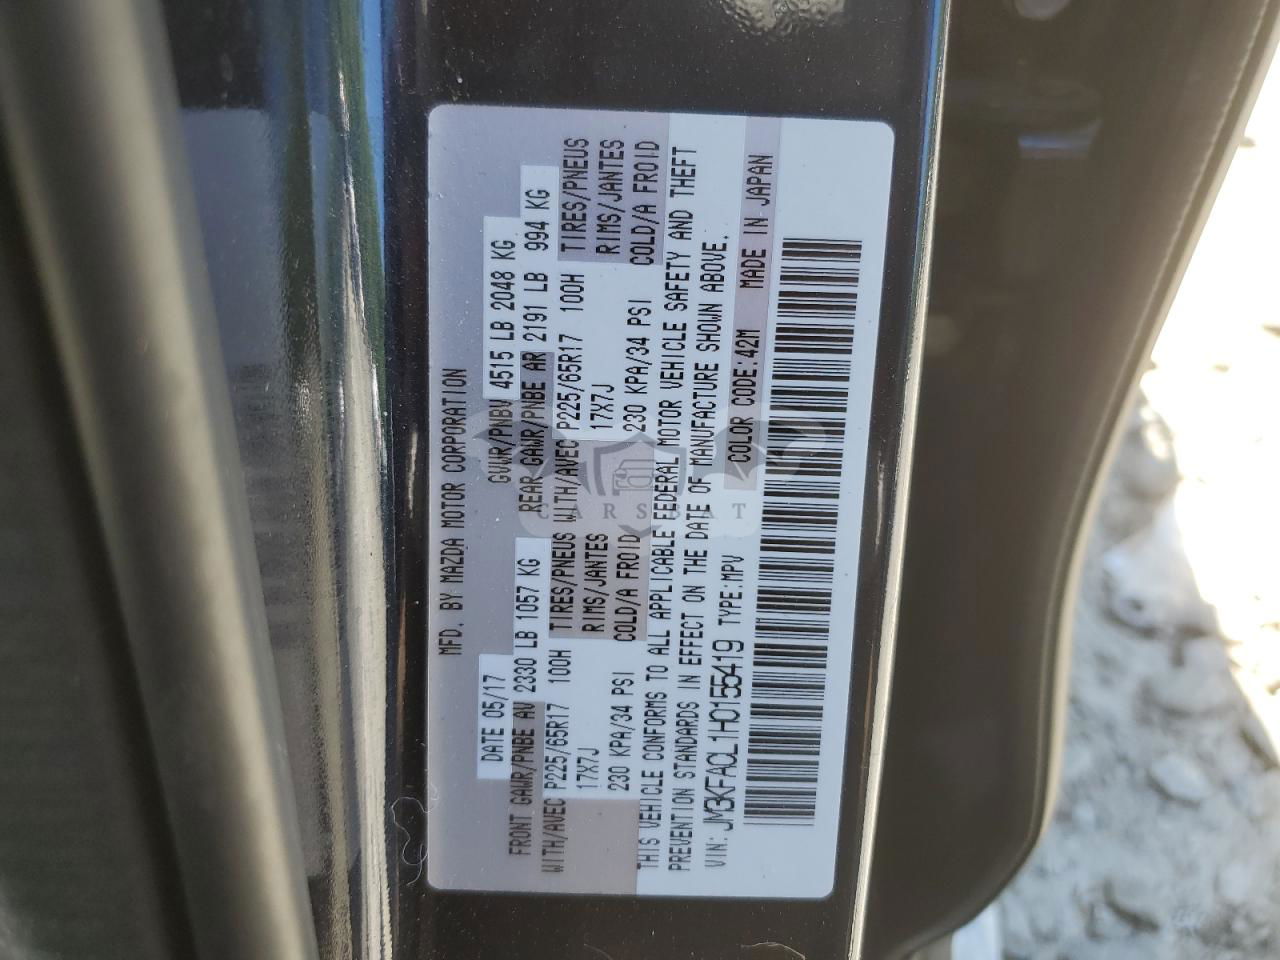 MFD. BY MAZDA MOTOR CORPORATION
DATE 05/17 GVWR/PNBV 4515 LB 2048 KG
FRONT GAWR/PNBE AV 2330 LB 1057 KG REAR GAWR/PNBE AR 2191 LB 994 KG
WITH/AVEC P225/65R17 100H TIRES/PNEUS WITH/AVEC P225/65R17 100H TIRES/PNEUS
17X7J RIMS/JANTES 17X7J RIMS/JANTES
230 KPA/34 PSI COLD/A FROID 230 KPA/34 PSI COLD/A FROID
THIS VEHICLE CONFORMS TO ALL APPLICABLE FEDERAL MOTOR VEHICLE SAFETY AND THEFT
PREVENTION STANDARDS IN EFFECT ON THE DATE OF MANUFACTURE SHOWN ABOVE.
VIN: JM3KFACL1H0155419 TYPE:MPV COLOR CODE:42M MADE IN JAPAN
CARSBAT